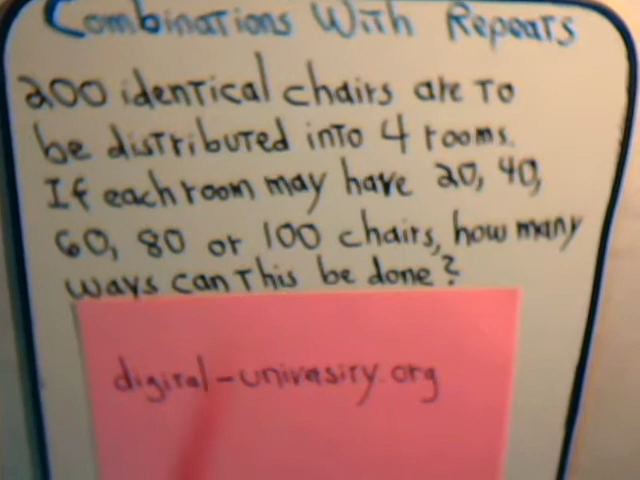 Combinations With Repeats
200 identical chairs are to
be distributed into 4 rooms.
If each room may have 20, 40,
60, 80 or 100 chairs, how many
ways can this be done?
digital-univasity.org